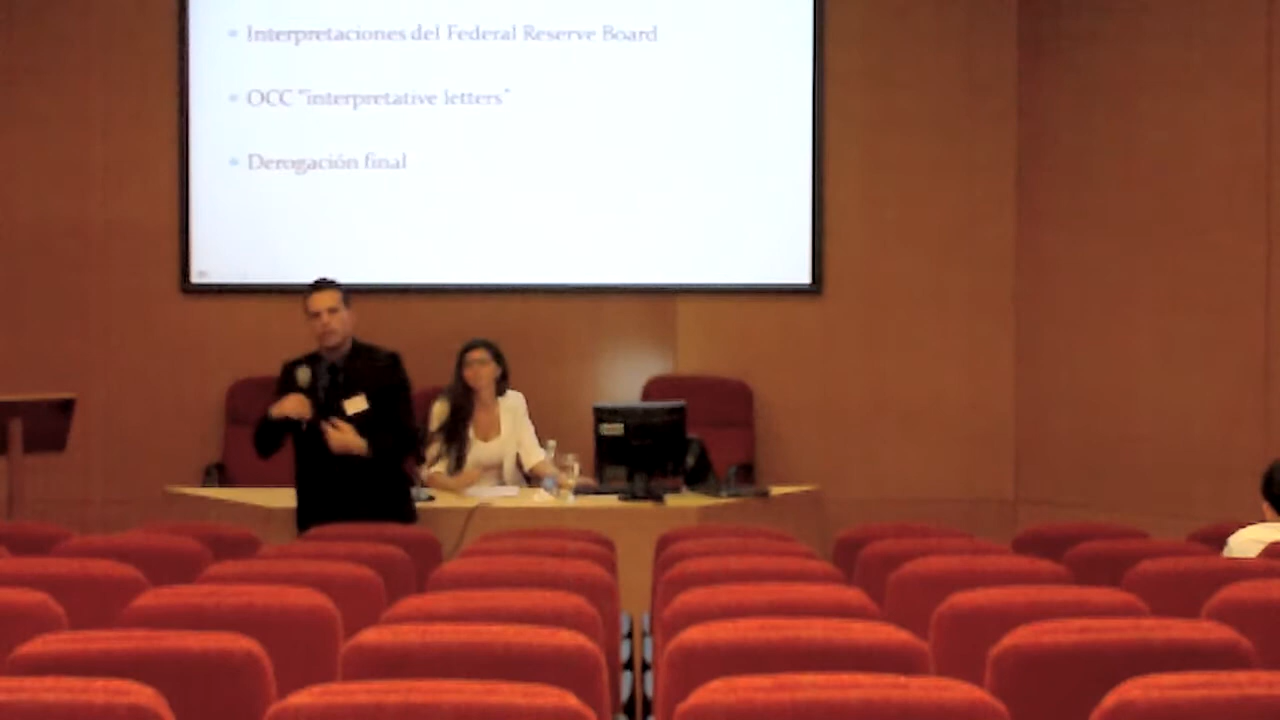 • Interpretaciones del Federal Reserve Board
• OCC "interpretative letters"
• Derogación final